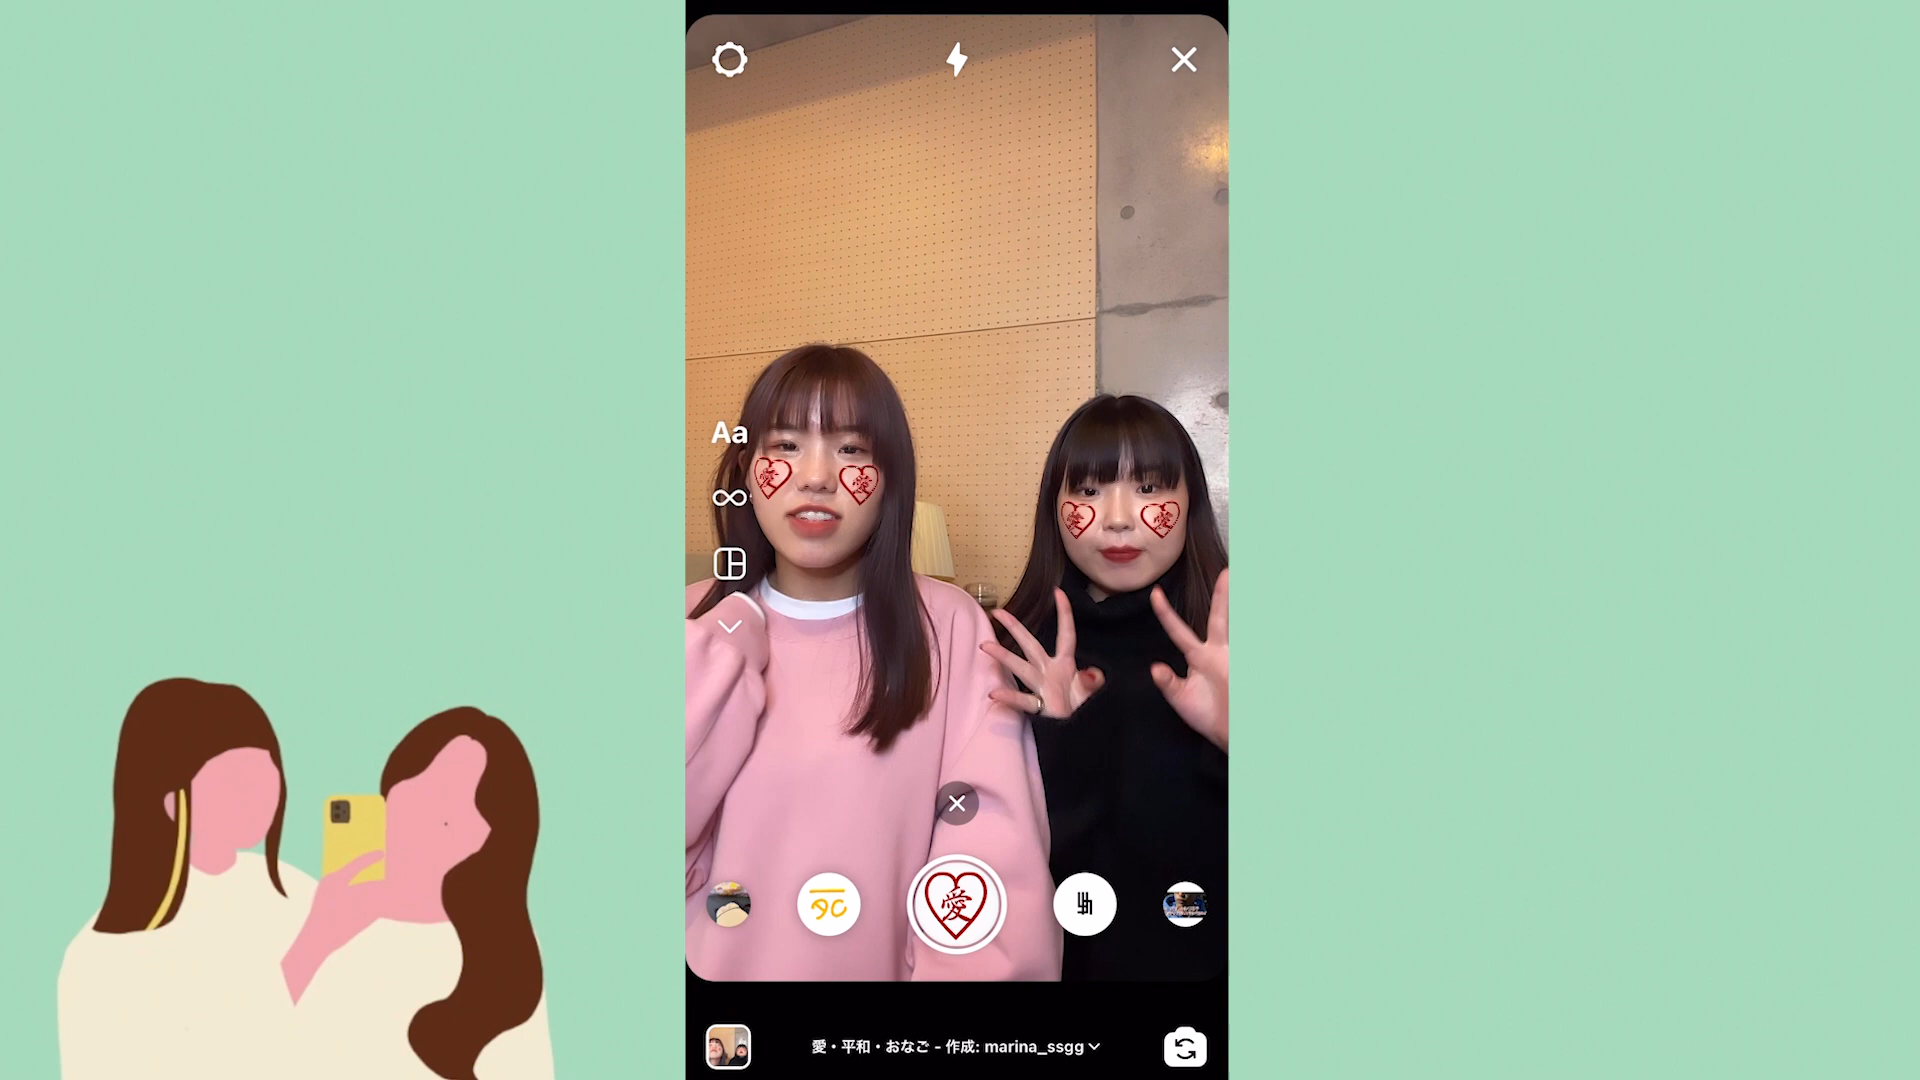 Aa
愛 愛
愛 愛
愛
愛・平和・おなご - 作成: marina_ssgg